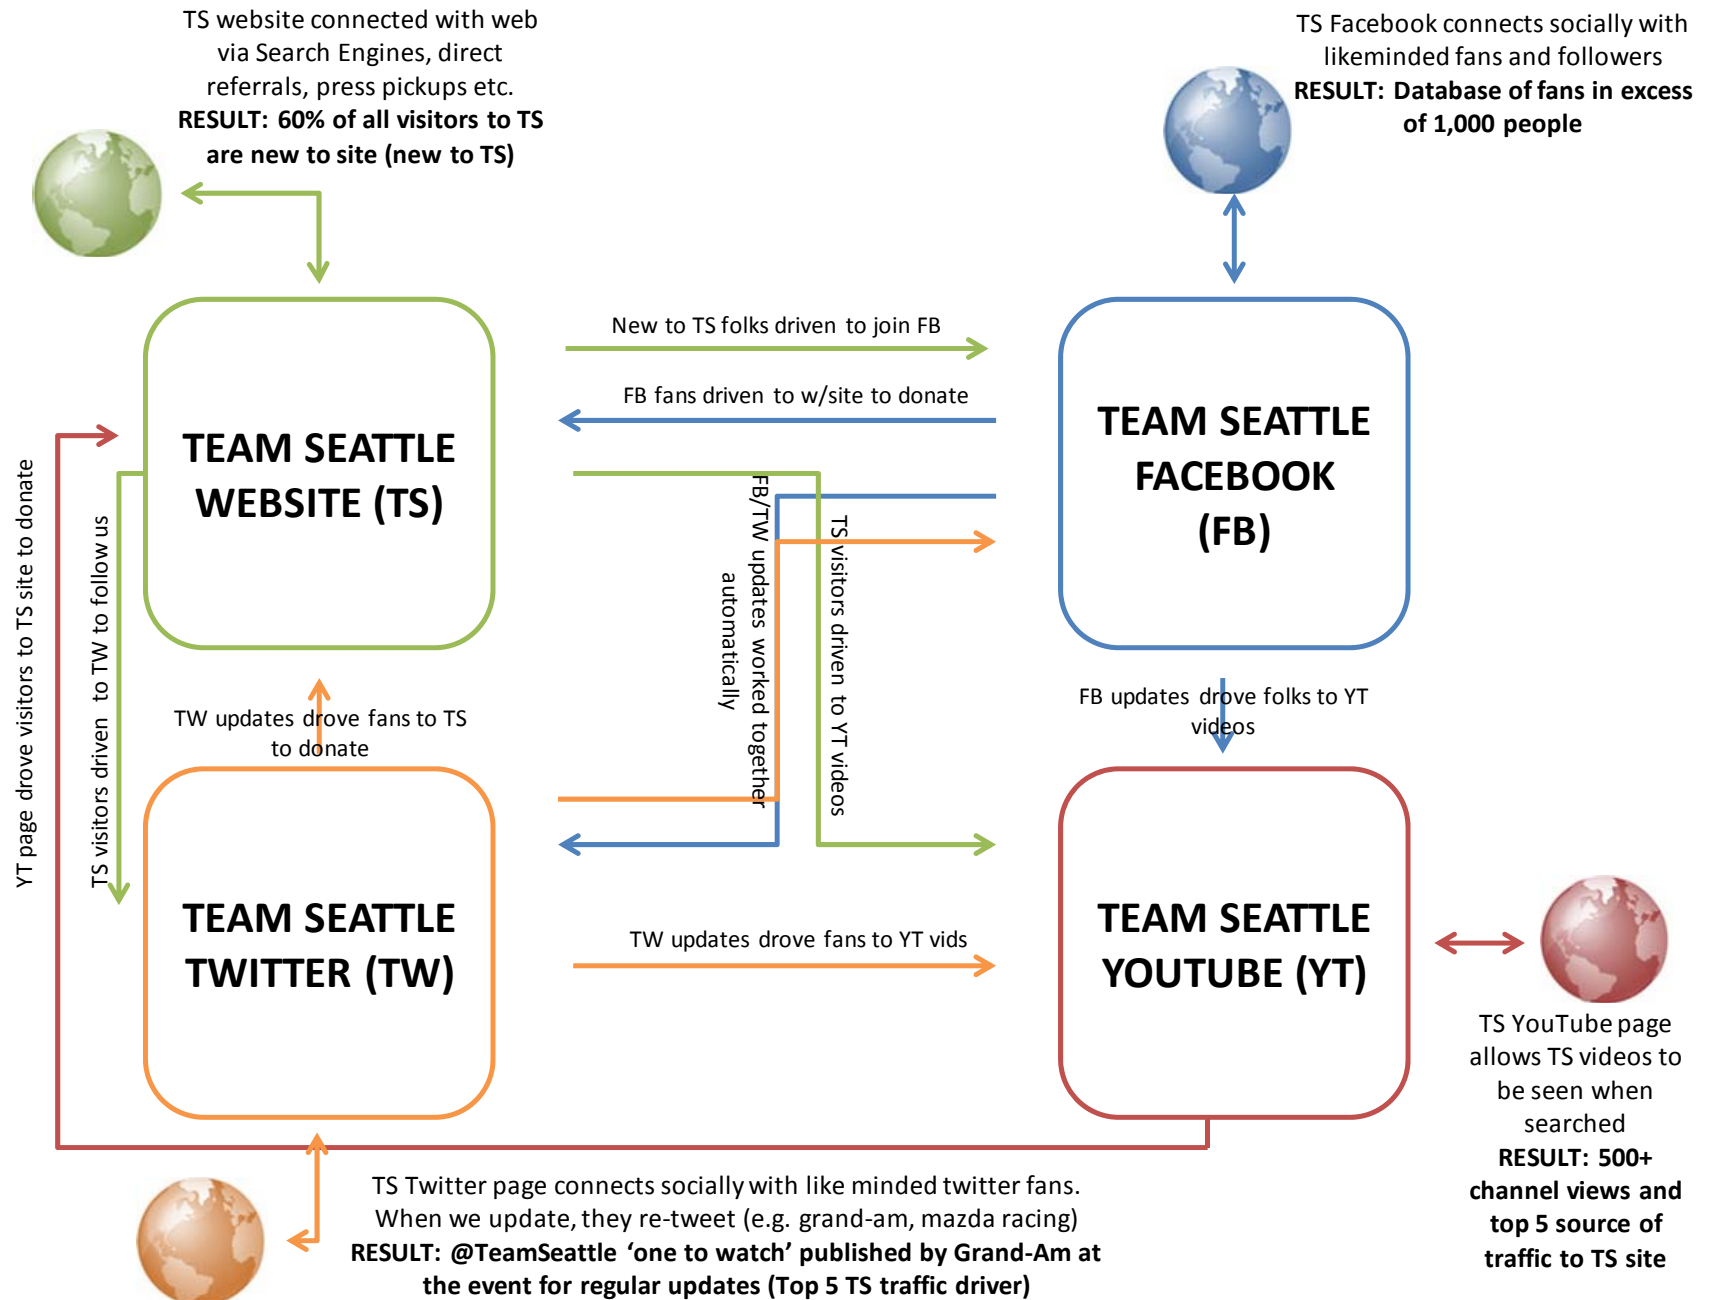 TS website connected with web
via Search Engines, direct
referrals, press pickups etc.
RESULT: 60% of all visitors to TS
are new to site (new to TS)
TS Facebook connects socially with
likeminded fans and followers
RESULT: Database of fans in excess
of 1,000 people
New to TS folks driven to join FB
FB fans driven to w/site to donate
TEAM SEATTLE
WEBSITE (TS)
TEAM SEATTLE
FACEBOOK
(FB)
YT page drove visitors to TS site to donate
TS visitors driven to TW to follow us
FB/TW updates worked together
automatically
TS visitors driven to YT videos
TW updates drove fans to TS
to donate
FB updates drove folks to YT
videos
TEAM SEATTLE
TWITTER (TW)
TW updates drove fans to YT vids
TEAM SEATTLE
YOUTUBE (YT)
TS YouTube page
allows TS videos to
be seen when
searched
RESULT: 500+
channel views and
top 5 source of
traffic to TS site
TS Twitter page connects socially with like minded twitter fans.
When we update, they re-tweet (e.g. grand-am, mazda racing)
RESULT: @TeamSeattle ‘one to watch’ published by Grand-Am at
the event for regular updates (Top 5 TS traffic driver)